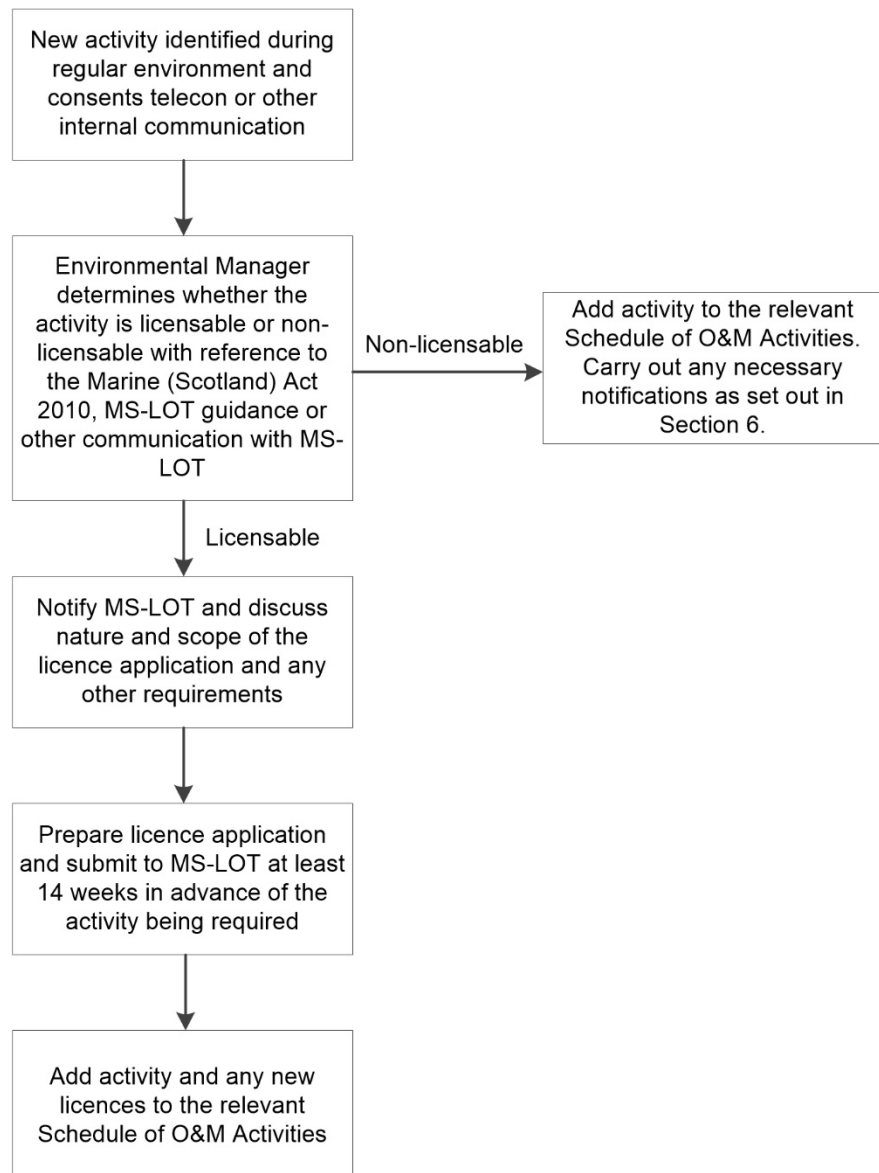 New activity identified during
regular environment and
consents telecon or other
internal communication
Environmental Manager
determines whether the
activity is licensable or non-
licensable with reference to
the Marine (Scotland) Act
2010, MS-LOT guidance or
other communication with MS-
LOT
Non-licensable
Add activity to the relevant
Schedule of O&M Activities.
Carry out any necessary
notifications as set out in
Section 6.
Licensable
Notify MS-LOT and discuss
nature and scope of the
licence application and any
other requirements
Prepare licence application
and submit to MS-LOT at least
14 weeks in advance of the
activity being required
Add activity and any new
licences to the relevant
Schedule of O&M Activities